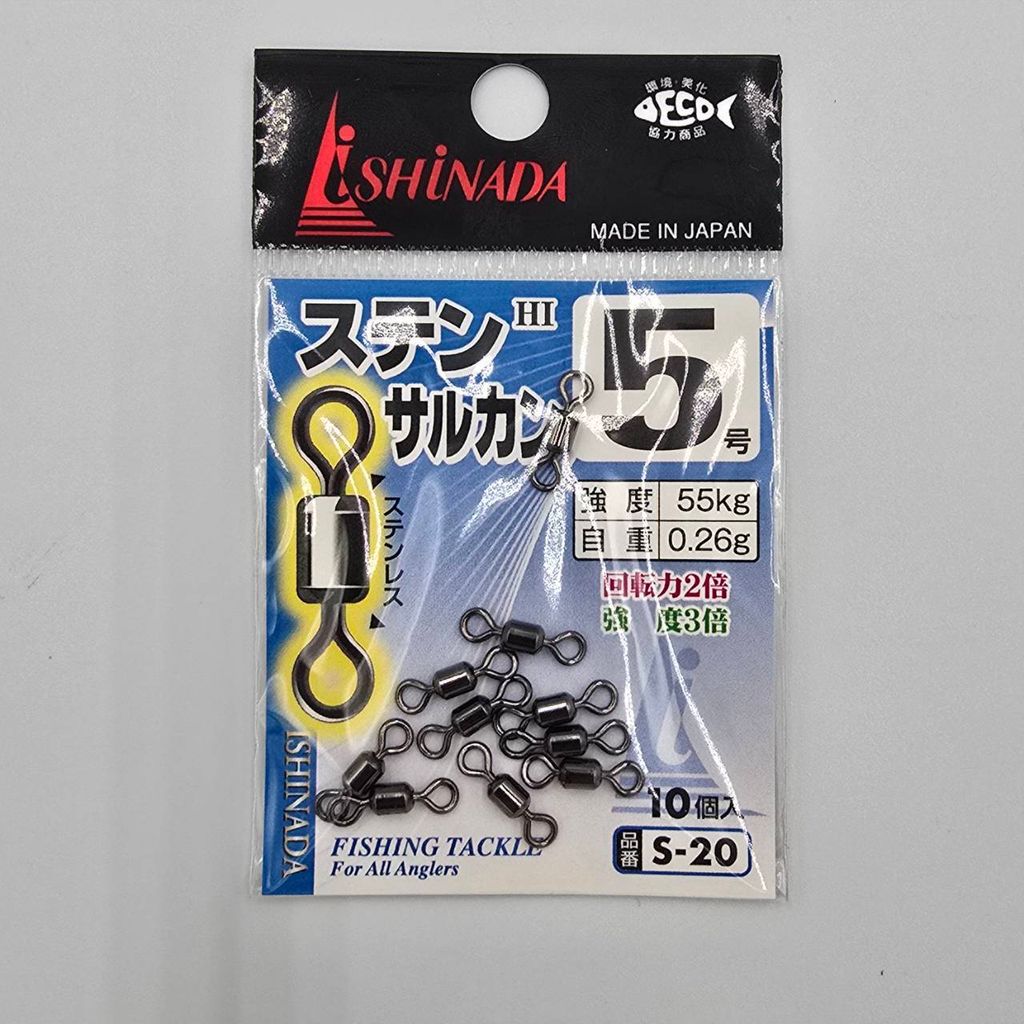 環境・美化
ECO
協力商品
iSHiNADA
MADE IN JAPAN
ステン HI
サルカン
5号
ステンレス
強度 55kg
自重 0.26g
回転力2倍
強度3倍
ISHINADA
10個入
品番 S-20
FISHING TACKLE
For All Anglers